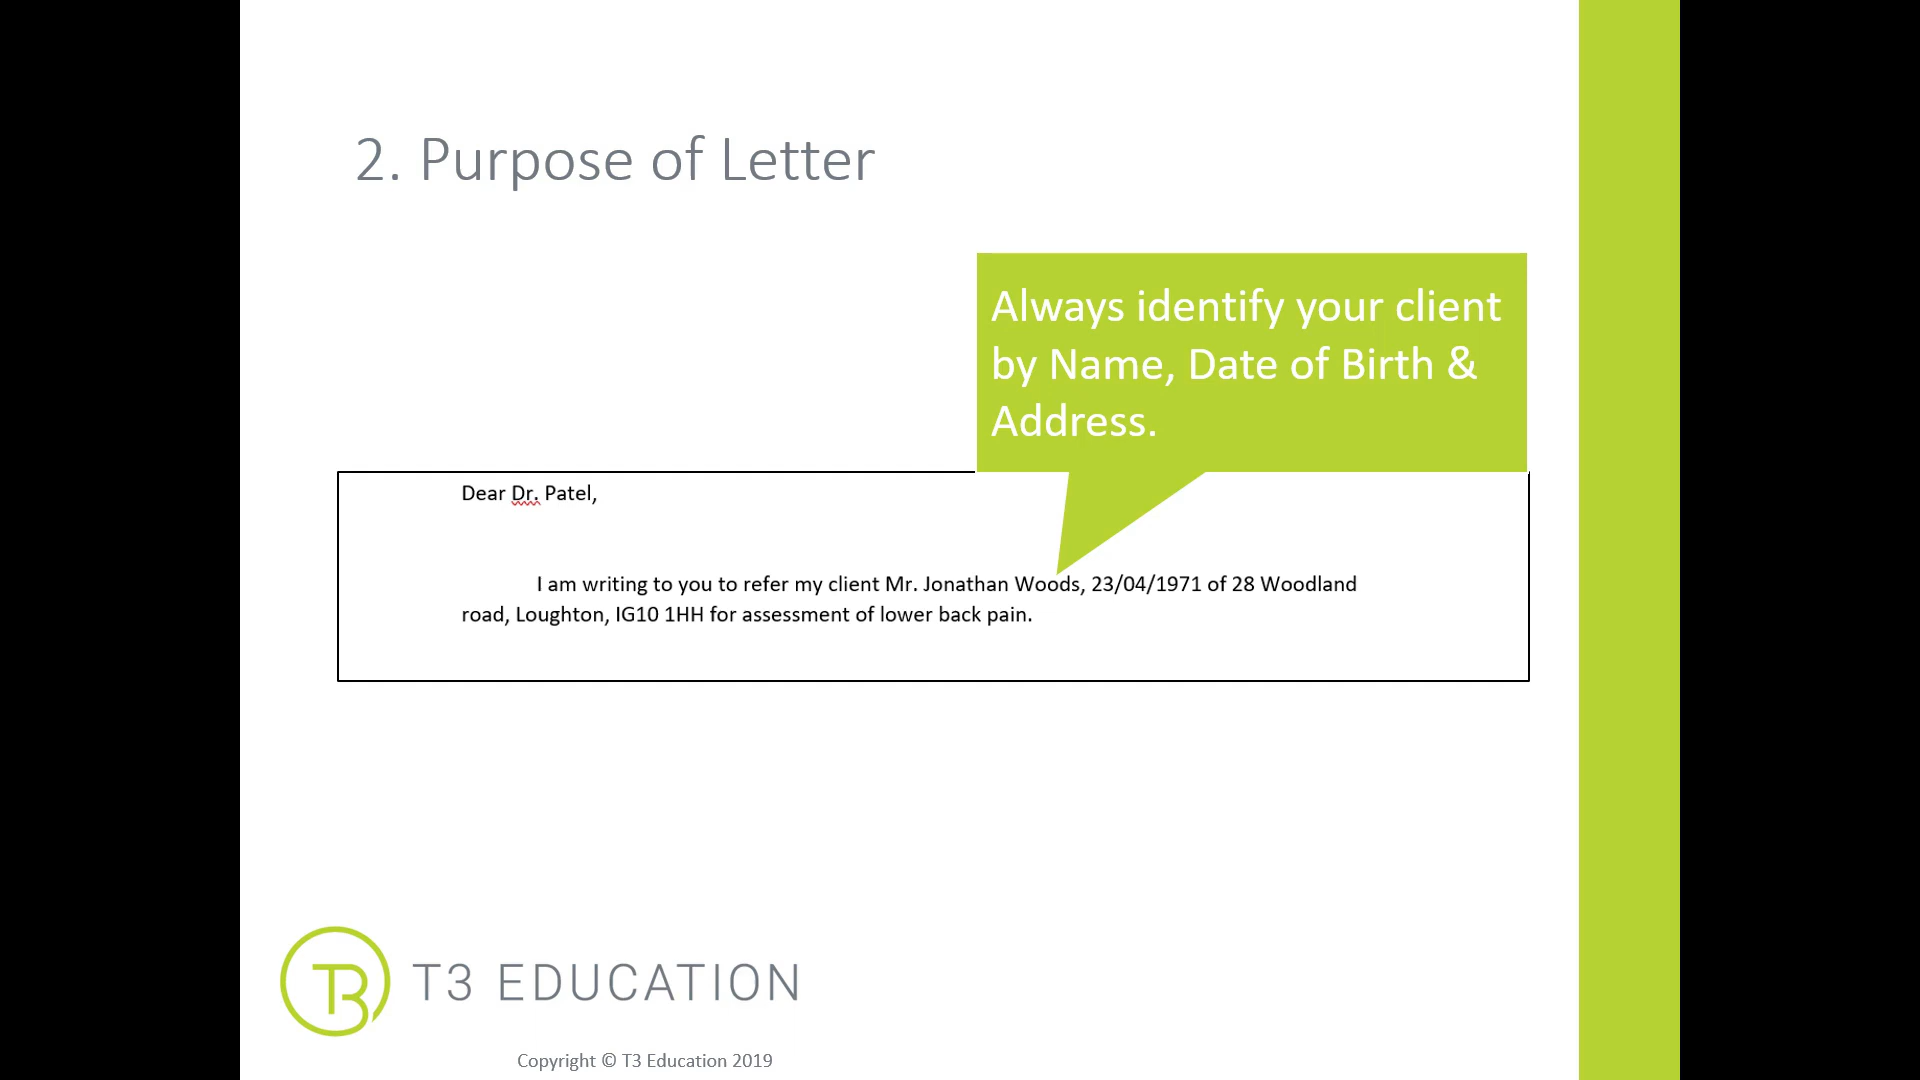 2. Purpose of Letter
Always identify your client
by Name, Date of Birth &
Address.
Dear Dr. Patel,
I am writing to you to refer my client Mr. Jonathan Woods, 23/04/1971 of 28 Woodland
road, Loughton, IG10 1HH for assessment of lower back pain.
T3 EDUCATION
Copyright © T3 Education 2019